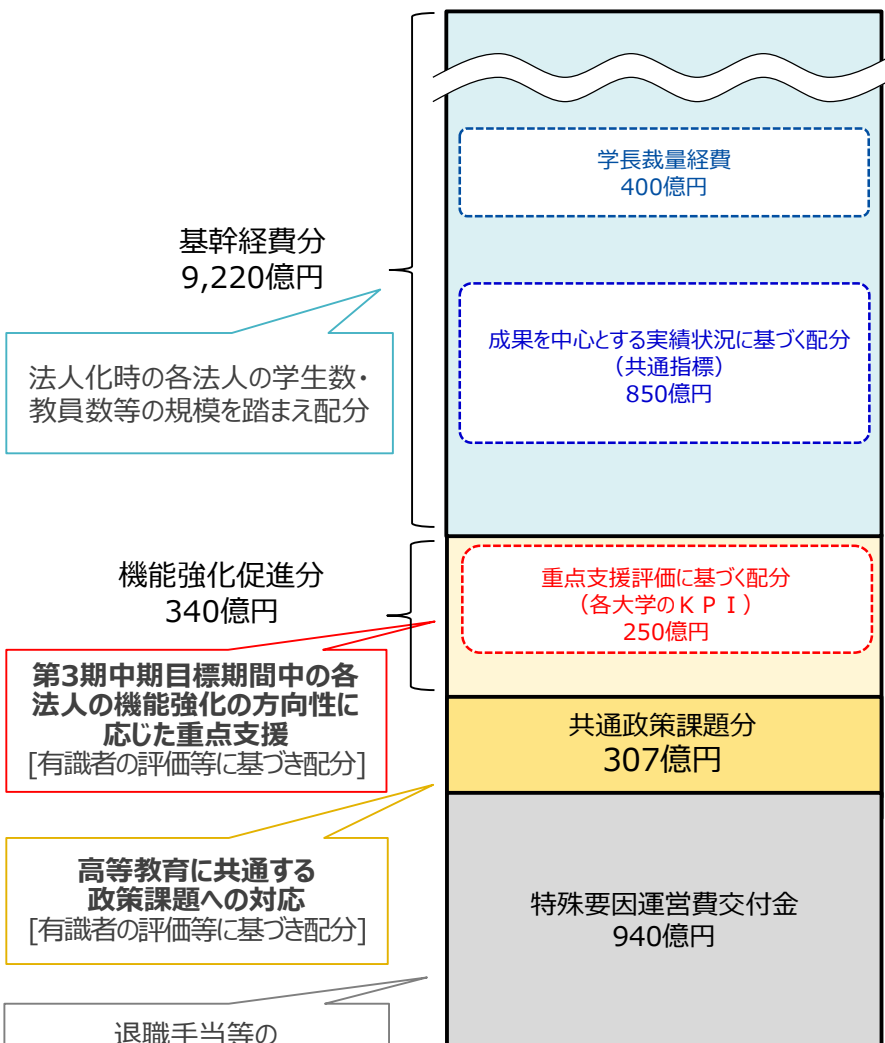 学長裁量経費
400億円
基幹経費分
9,220億円
法人化時の各法人の学生数・
教員数等の規模を踏まえ配分
成果を中心とする実績状況に基づく配分
（共通指標）
850億円
機能強化促進分
340億円
重点支援評価に基づく配分
（各大学のＫＰＩ）
250億円
第3期中期目標期間中の各
法人の機能強化の方向性に
応じた重点支援
[有識者の評価等に基づき配分]
共通政策課題分
307億円
高等教育に共通する
政策課題への対応
[有識者の評価等に基づき配分]
特殊要因運営費交付金
940億円
退職手当等の